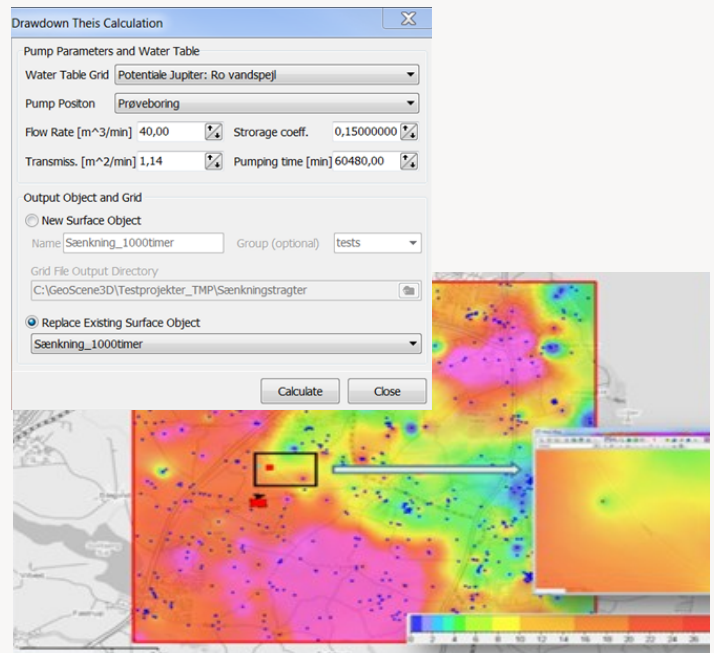 Drawdown Theis Calculation
Pump Parameters and Water Table
Water Table Grid Potentiale Jupiter: Ro vandspejl
Pump Positon Prøveboring
Flow Rate [m^3/min] 40,00 Strorage coeff. 0,15000000
Transmiss. [m^2/min] 1,14 Pumping time [min] 60480,00
Output Object and Grid
New Surface Object
Name Sænkning_1000timer Group (optional) tests
Grid File Output Directory
C:\GeoScene3D\Testprojekter_TMP\Sænkningstragter
Replace Existing Surface Object
Sænkning_1000timer
Calculate Close
0 2 4 6 8 10 12 14 16 18 20 22 24 26